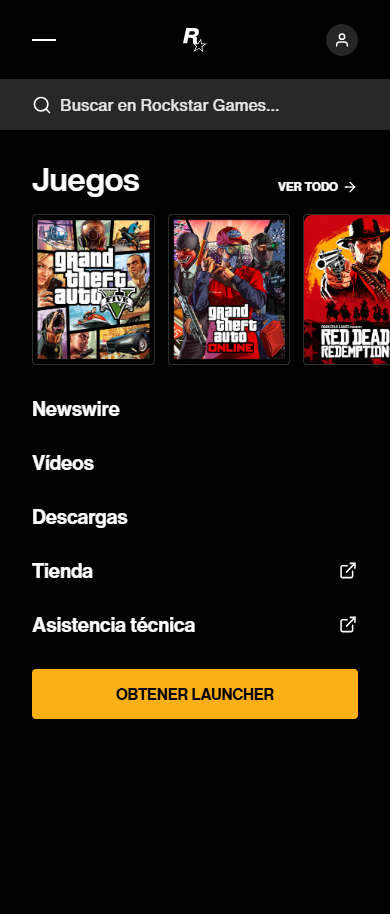 R
Buscar en Rockstar Games...
Juegos
VER TODO
grand
theft
auto
V
FIVE
grand
theft
auto
ONLINE
ROCKSTAR GAMES PRESENTS
RED DEAD
REDEMPTION
Newswire
Vídeos
Descargas
Tienda
Asistencia técnica
OBTENER LAUNCHER